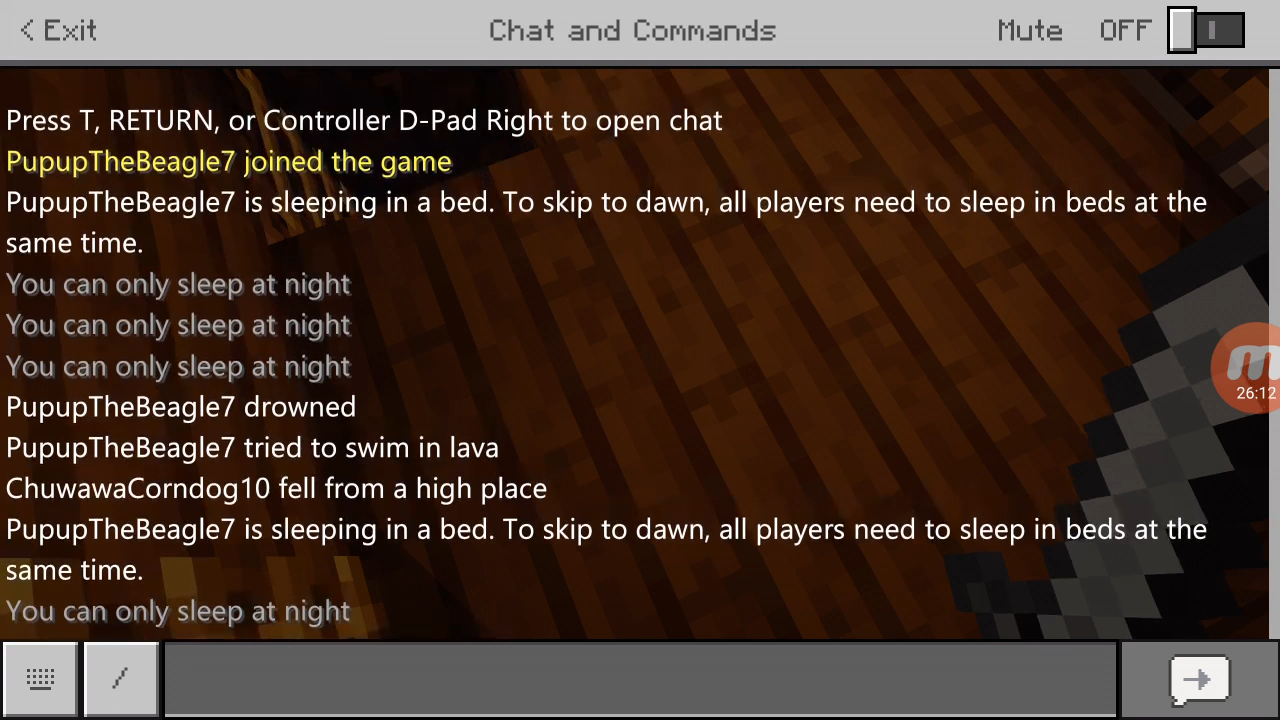 < Exit
Chat and Commands
Mute OFF
Press T, RETURN, or Controller D-Pad Right to open chat
PupupTheBeagle7 joined the game
PupupTheBeagle7 is sleeping in a bed. To skip to dawn, all players need to sleep in beds at the
same time.
You can only sleep at night
You can only sleep at night
You can only sleep at night
PupupTheBeagle7 drowned
PupupTheBeagle7 tried to swim in lava
ChuwawaCorndog10 fell from a high place
PupupTheBeagle7 is sleeping in a bed. To skip to dawn, all players need to sleep in beds at the
same time.
You can only sleep at night
26:12
/